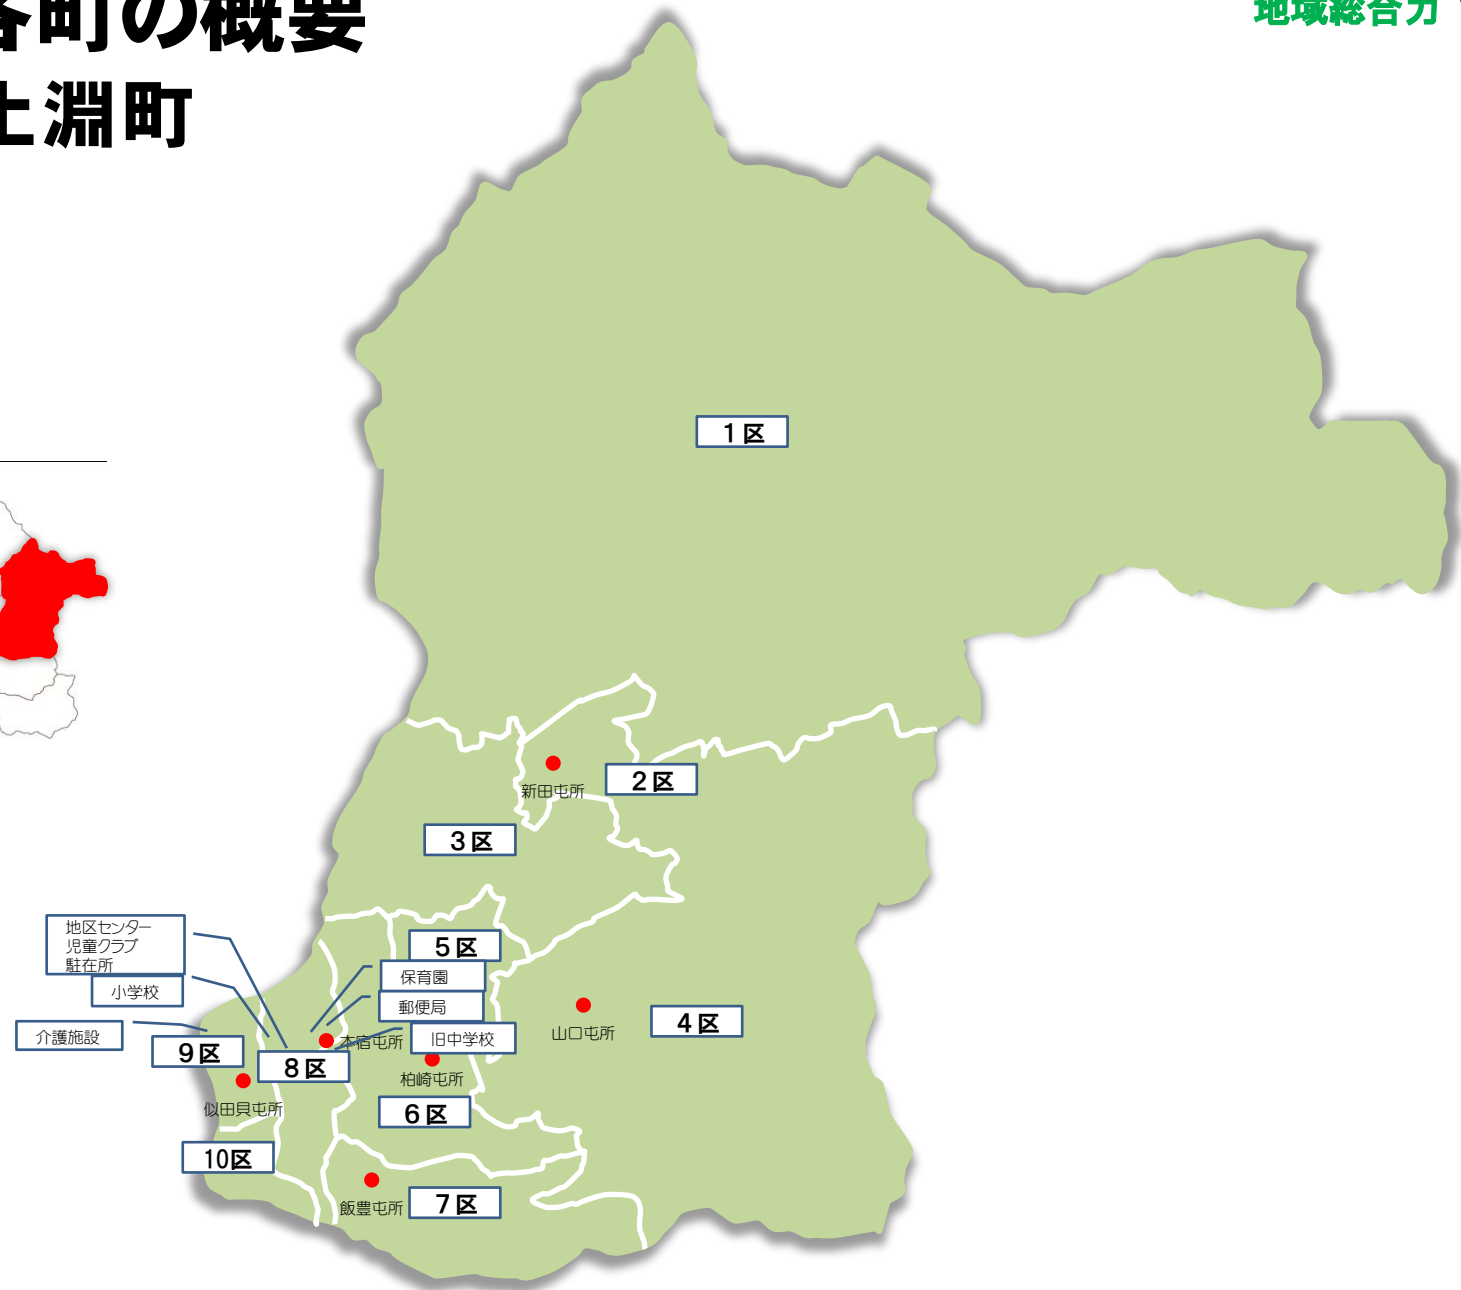 各町の概要
地域総合力
土淵町
1区
2区
新田屯所
3区
地区センター
児童クラブ
駐在所
5区
保育園
小学校
郵便局
介護施設
旧中学校
山口屯所
4区
本宿屯所
9区
8区
柏崎屯所
似田貝屯所
6区
10区
飯豊屯所
7区